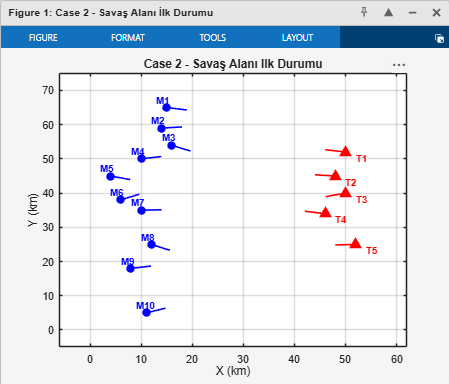 Figure 1: Case 2 - Savaş Alanı İlk Durumu
FIGURE FORMAT TOOLS LAYOUT
Case 2 - Savaş Alanı Ilk Durumu
70
60
50
40
30
20
10
0
Y (km)
M1
M2
M3
M4
M5
M6
M7
M8
M9
M10
T1
T2
T3
T4
T5
0 10 20 30 40 50 60
X (km)